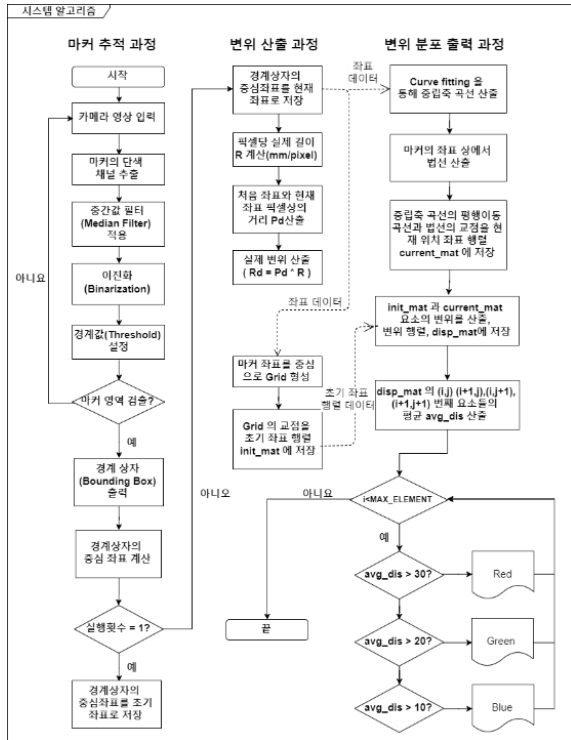 시스템 알고리즘
마커 추적 과정
시작
카메라 영상 입력
마커의 단색
채널 추출
중간값 필터
(Median Filter)
적용
아니요
이진화
(Binarization)
경계값(Threshold)
설정
마커 영역 검출?
예
경계 상자
(Bounding Box)
출력
경계상자의
중심 좌표 계산
아니오
실행횟수 = 1?
예
경계상자의
중심좌표를 초기
좌표로 저장
변위 산출 과정
경계상자의
중심좌표를 현재
좌표로 저장
픽셀당 실제 길이
R 계산(mm/pixel)
처음 좌표와 현재
좌표 픽셀상의
거리 Pd산출
실제 변위 산출
( Rd = Pd * R )
좌표 데이터
마커 좌표를 중심
으로 Grid 형성
Grid 의 교점을
초기 좌표 행렬
init_mat 에 저장
초기 좌표
행렬 데이터
변위 분포 출력 과정
좌표
데이터
Curve fitting 을
통해 중립축 곡선 산출
마커의 좌표 상에서
법선 산출
중립축 곡선의 평행이동
곡선과 법선의 교점을 현
재 위치 좌표 행렬
current_mat 에 저장
init_mat 과 current_mat
요소의 변위를 산출,
변위 행렬, disp_mat에 저장
disp_mat 의 (i,j) (i+1,j),(i,j+1),
(i+1,j+1) 번째 요소들의
평균 avg_dis 산출
아니요
i<MAX_ELEMENT
예
끝
avg_dis > 30?
Red
avg_dis > 20?
Green
avg_dis > 10?
Blue